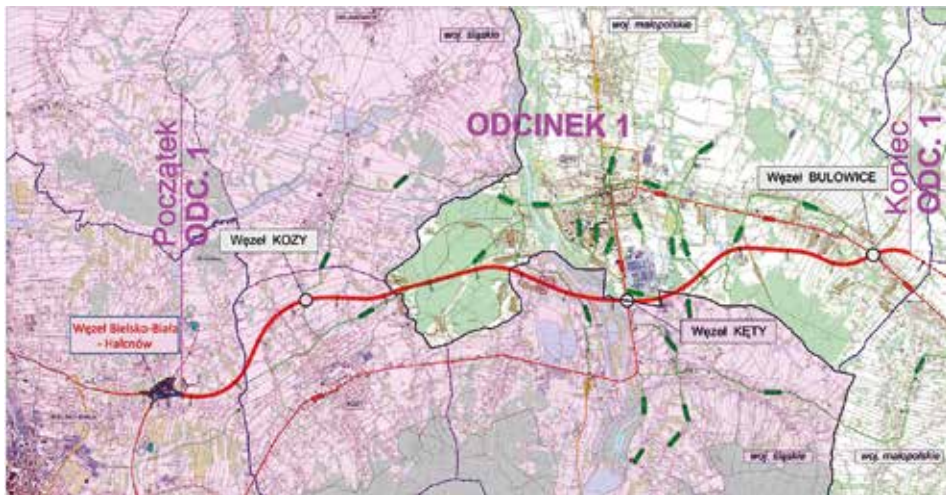 woj. śląskie
woj. małopolskie
ODCINEK 1
Początek
ODC. 1
Koniec
ODC. 1
Węzeł BULOWICE
Węzeł KOZY
Węzeł Bielsko-Biała
- Hałcnów
Węzeł KĘTY
woj. śląskie
woj. małopolskie